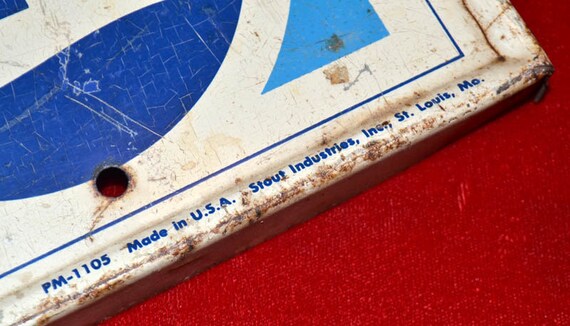 PM-1105 Made in U.S.A. Stout Industries, Inc., St. Louis, Mo.